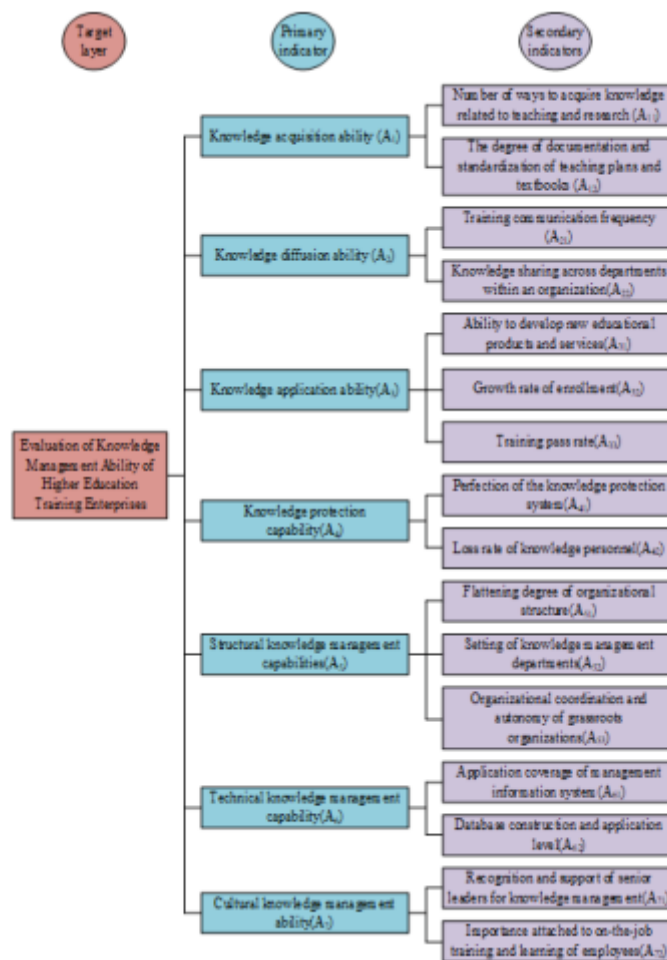 Target
layer
Primary
indicator
Secondary
indicators
Evaluation of Knowledge
Management Ability of
Higher Education
Training Enterprises
Knowledge acquisition ability (A₁)
Number of ways to acquire knowledge
related to teaching and research (A₁₁)
The degree of documentation and
standardization of teaching plans and
textbooks (A₁₂)
Knowledge diffusion ability (A₂)
Training communication frequency
(A₂₁)
Knowledge sharing across departments
within an organization(A₂₂)
Knowledge application ability(A₃)
Ability to develop new educational
products and services(A₃₁)
Growth rate of enrollment(A₃₂)
Training pass rate(A₃₃)
Knowledge protection
capability(A₄)
Perfection of the knowledge protection
system(A₄₁)
Loss rate of knowledge personnel(A₄₂)
Structural knowledge management
capabilities(A₅)
Flattening degree of organizational
structure(A₅₁)
Setting of knowledge management
departments(A₅₂)
Organizational coordination and
autonomy of grassroots
organizations(A₅₃)
Technical knowledge management
capability(A₆)
Application coverage of management
information system (A₆₁)
Database construction and application
level(A₆₂)
Cultural knowledge management
ability(A₇)
Recognition and support of senior
leaders for knowledge management(A₇₁)
Importance attached to on-the-job
training and learning of employees(A₇₂)